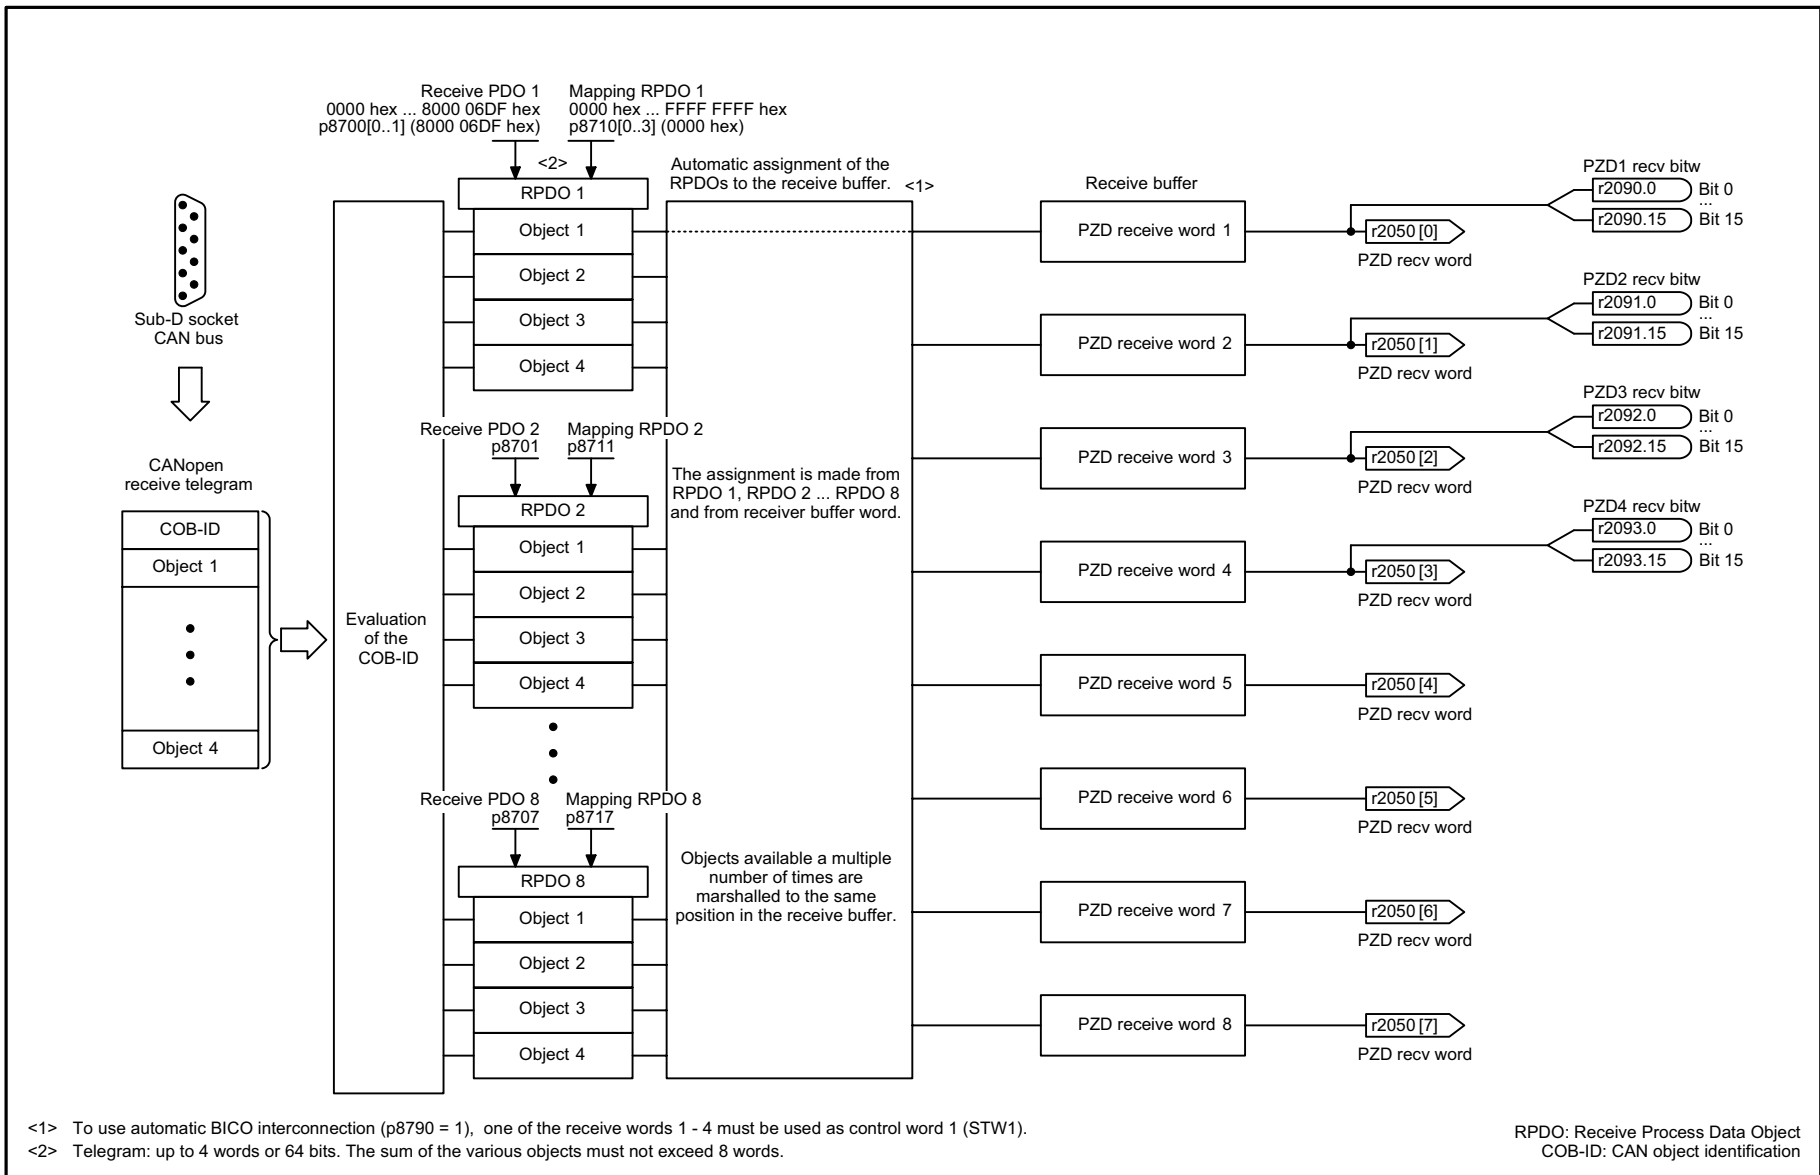 Receive PDO 1
0000 hex ... 8000 06DF hex
p8700[0..1] (8000 06DF hex)
Mapping RPDO 1
0000 hex ... FFFF FFFF hex
p8710[0..3] (0000 hex)
<2>
RPDO 1
Object 1
Object 2
Object 3
Object 4
Automatic assignment of the
RPDOs to the receive buffer.
<1>
Receive buffer
Sub-D socket
CAN bus
CANopen
receive telegram
COB-ID
Object 1
Object 4
Evaluation
of the
COB-ID
Receive PDO 2
p8701
Mapping RPDO 2
p8711
RPDO 2
Object 1
Object 2
Object 3
Object 4
The assignment is made from
RPDO 1, RPDO 2 ... RPDO 8
and from receiver buffer word.
Receive PDO 8
p8707
Mapping RPDO 8
p8717
RPDO 8
Object 1
Object 2
Object 3
Object 4
Objects available a multiple
number of times are
marshalled to the same
position in the receive buffer.
PZD receive word 1
r2050 [0]
PZD recv word
PZD1 recv bitw
r2090.0 Bit 0
...
r2090.15 Bit 15
PZD receive word 2
r2050 [1]
PZD recv word
PZD2 recv bitw
r2091.0 Bit 0
...
r2091.15 Bit 15
PZD receive word 3
r2050 [2]
PZD recv word
PZD3 recv bitw
r2092.0 Bit 0
...
r2092.15 Bit 15
PZD receive word 4
r2050 [3]
PZD recv word
PZD4 recv bitw
r2093.0 Bit 0
...
r2093.15 Bit 15
PZD receive word 5
r2050 [4]
PZD recv word
PZD receive word 6
r2050 [5]
PZD recv word
PZD receive word 7
r2050 [6]
PZD recv word
PZD receive word 8
r2050 [7]
PZD recv word
<1> To use automatic BICO interconnection (p8790 = 1), one of the receive words 1 - 4 must be used as control word 1 (STW1).
<2> Telegram: up to 4 words or 64 bits. The sum of the various objects must not exceed 8 words.
RPDO: Receive Process Data Object
COB-ID: CAN object identification